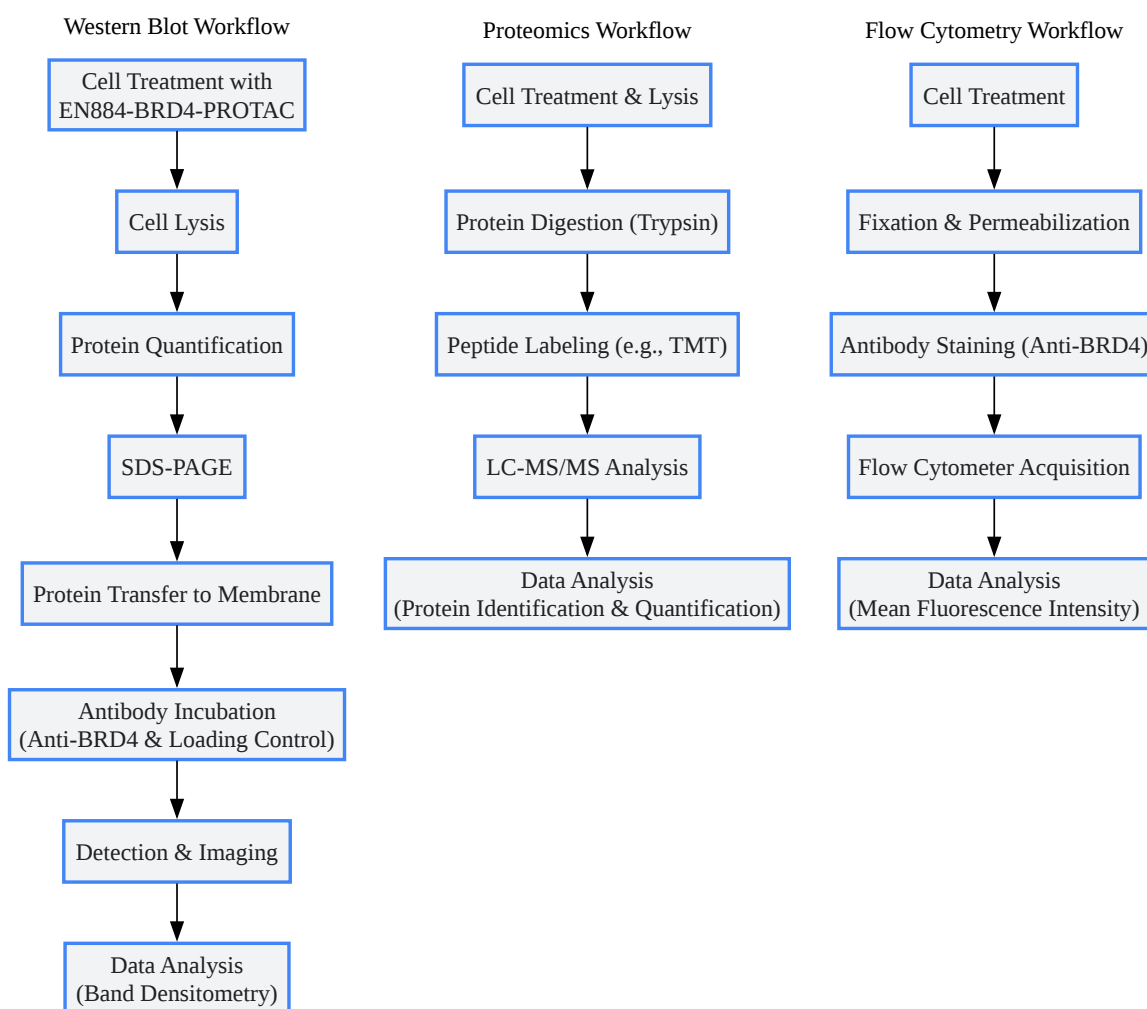 Western Blot Workflow
Cell Treatment with
EN884-BRD4-PROTAC
Cell Lysis
Protein Quantification
SDS-PAGE
Protein Transfer to Membrane
Antibody Incubation
(Anti-BRD4 & Loading Control)
Detection & Imaging
Data Analysis
(Band Densitometry)
Proteomics Workflow
Cell Treatment & Lysis
Protein Digestion (Trypsin)
Peptide Labeling (e.g., TMT)
LC-MS/MS Analysis
Data Analysis
(Protein Identification & Quantification)
Flow Cytometry Workflow
Cell Treatment
Fixation & Permeabilization
Antibody Staining (Anti-BRD4)
Flow Cytometer Acquisition
Data Analysis
(Mean Fluorescence Intensity)